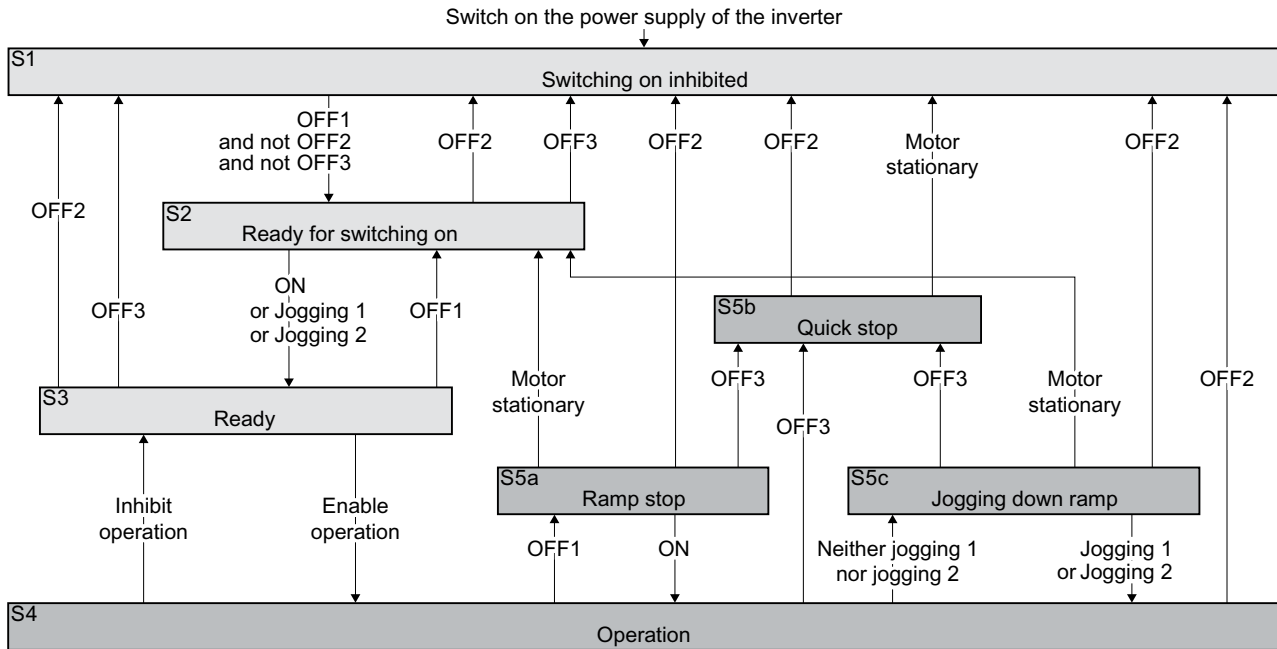 Switch on the power supply of the inverter
S1
Switching on inhibited
OFF1
and not OFF2
and not OFF3
OFF2
OFF3
OFF2
OFF2
Motor
stationary
OFF2
OFF2
S2
Ready for switching on
OFF3
ON
or Jogging 1
or Jogging 2
OFF1
S5b
Quick stop
Motor
stationary
OFF3
OFF3
Motor
stationary
OFF2
S3
Ready
OFF3
S5a
Ramp stop
S5c
Jogging down ramp
Inhibit
operation
Enable
operation
OFF1
ON
Neither jogging 1
nor jogging 2
Jogging 1
or Jogging 2
S4
Operation